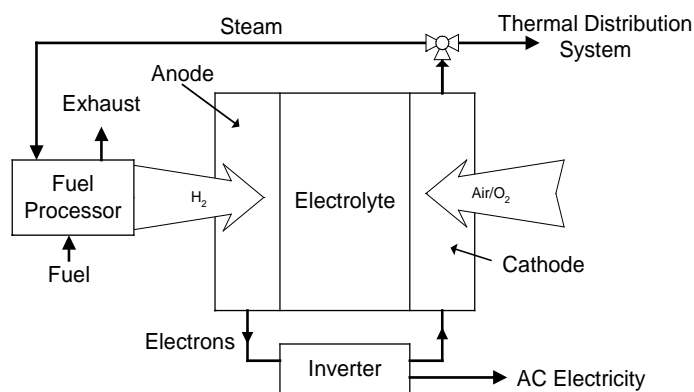 Steam
Thermal Distribution
System
Anode
Exhaust
Fuel
Processor
H2
Electrolyte
Air/O2
Fuel
Cathode
Electrons
Inverter
AC Electricity